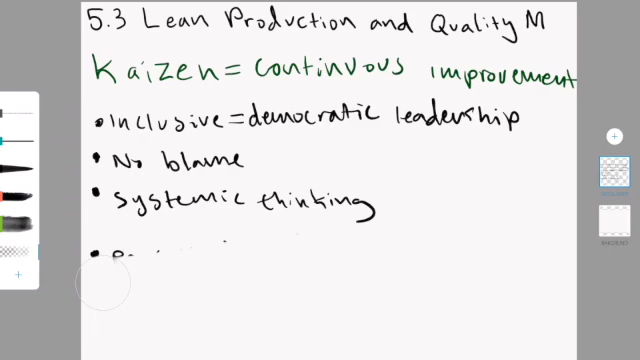 5.3 Lean Production and Quality M
Kaizen = continuous improvement
• Inclusive = democratic leadership
• No blame
• Systemic thinking
•